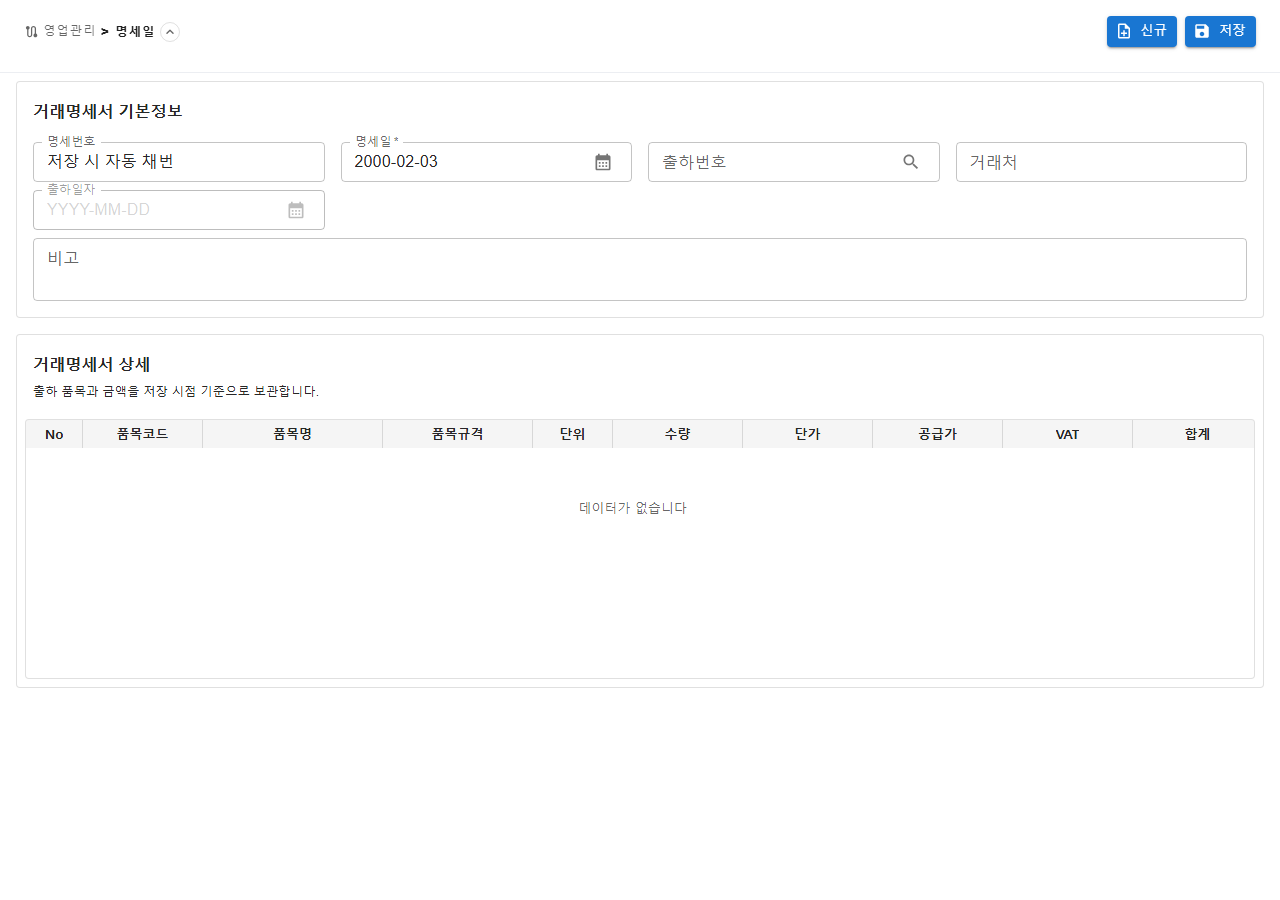 영업관리 > 명세일
신규
저장
거래명세서 기본정보
명세번호
저장 시 자동 채번
명세일 *
2000-02-03
출하번호
거래처
출하일자
YYYY-MM-DD
비고
거래명세서 상세
출하 품목과 금액을 저장 시점 기준으로 보관합니다.
No 품목코드 품목명 품목규격 단위 수량 단가 공급가 VAT 합계
데이터가 없습니다